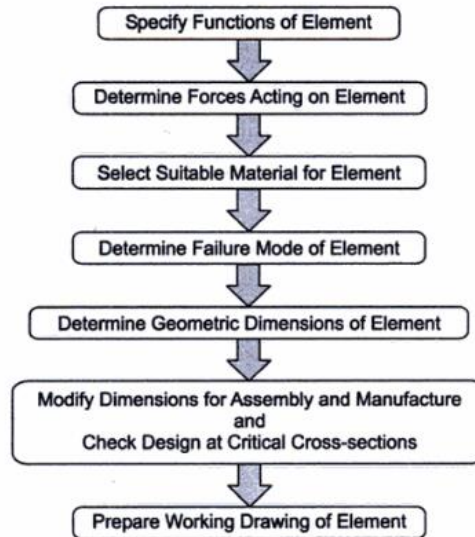 Specify Functions of Element
Determine Forces Acting on Element
Select Suitable Material for Element
Determine Failure Mode of Element
Determine Geometric Dimensions of Element
Modify Dimensions for Assembly and Manufacture
and
Check Design at Critical Cross-sections
Prepare Working Drawing of Element